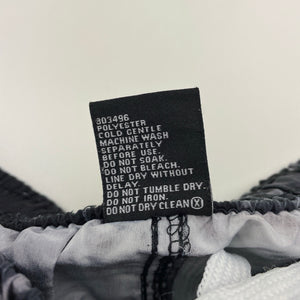 803496
POLYESTER
COLD GENTLE
MACHINE WASH
SEPARATELY
BEFORE USE.
DO NOT SOAK.
DO NOT BLEACH.
LINE DRY WITHOUT
DELAY.
DO NOT TUMBLE DRY.
DO NOT IRON.
DO NOT DRY CLEAN Ⓧ